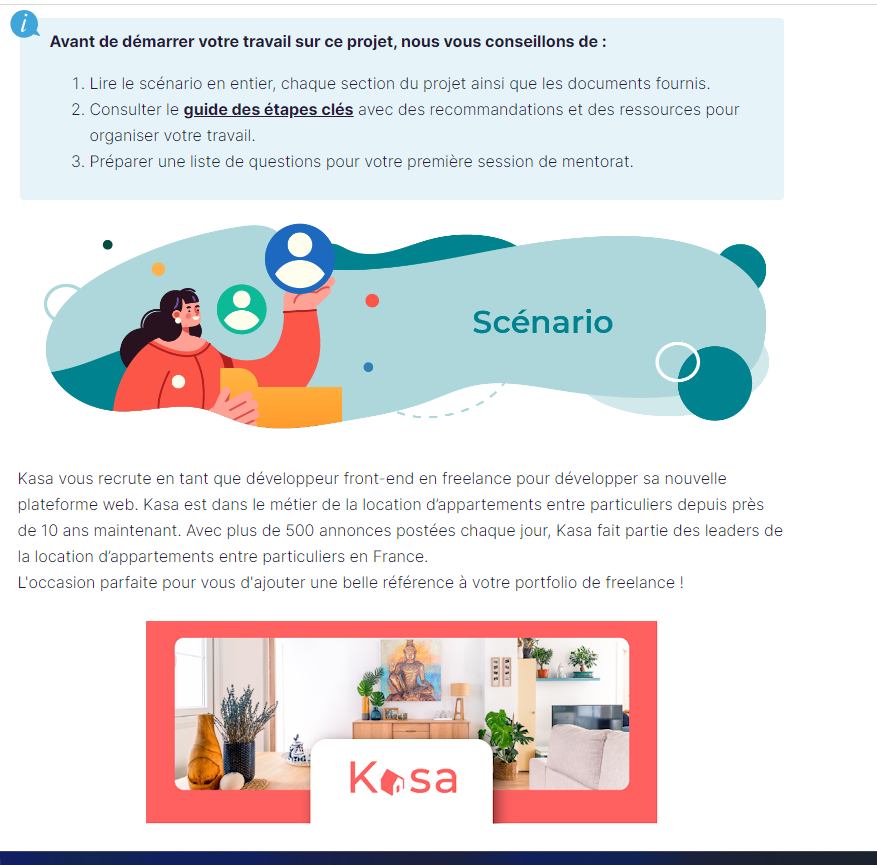 i
Avant de démarrer votre travail sur ce projet, nous vous conseillons de :
1. Lire le scénario en entier, chaque section du projet ainsi que les documents fournis.
2. Consulter le guide des étapes clés avec des recommandations et des ressources pour
organiser votre travail.
3. Préparer une liste de questions pour votre première session de mentorat.
Scénario
Kasa vous recrute en tant que développeur front-end en freelance pour développer sa nouvelle
plateforme web. Kasa est dans le métier de la location d’appartements entre particuliers depuis près
de 10 ans maintenant. Avec plus de 500 annonces postées chaque jour, Kasa fait partie des leaders de
la location d’appartements entre particuliers en France.
L'occasion parfaite pour vous d'ajouter une belle référence à votre portfolio de freelance !
Kasa